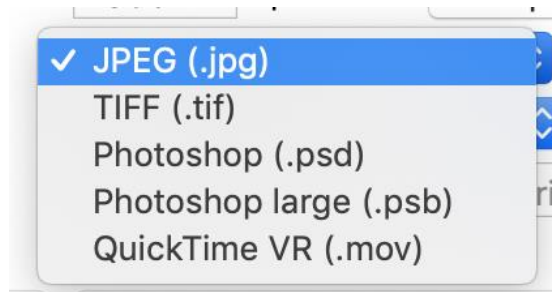 JPEG (.jpg)
TIFF (.tif)
Photoshop (.psd)
Photoshop large (.psb)
QuickTime VR (.mov)